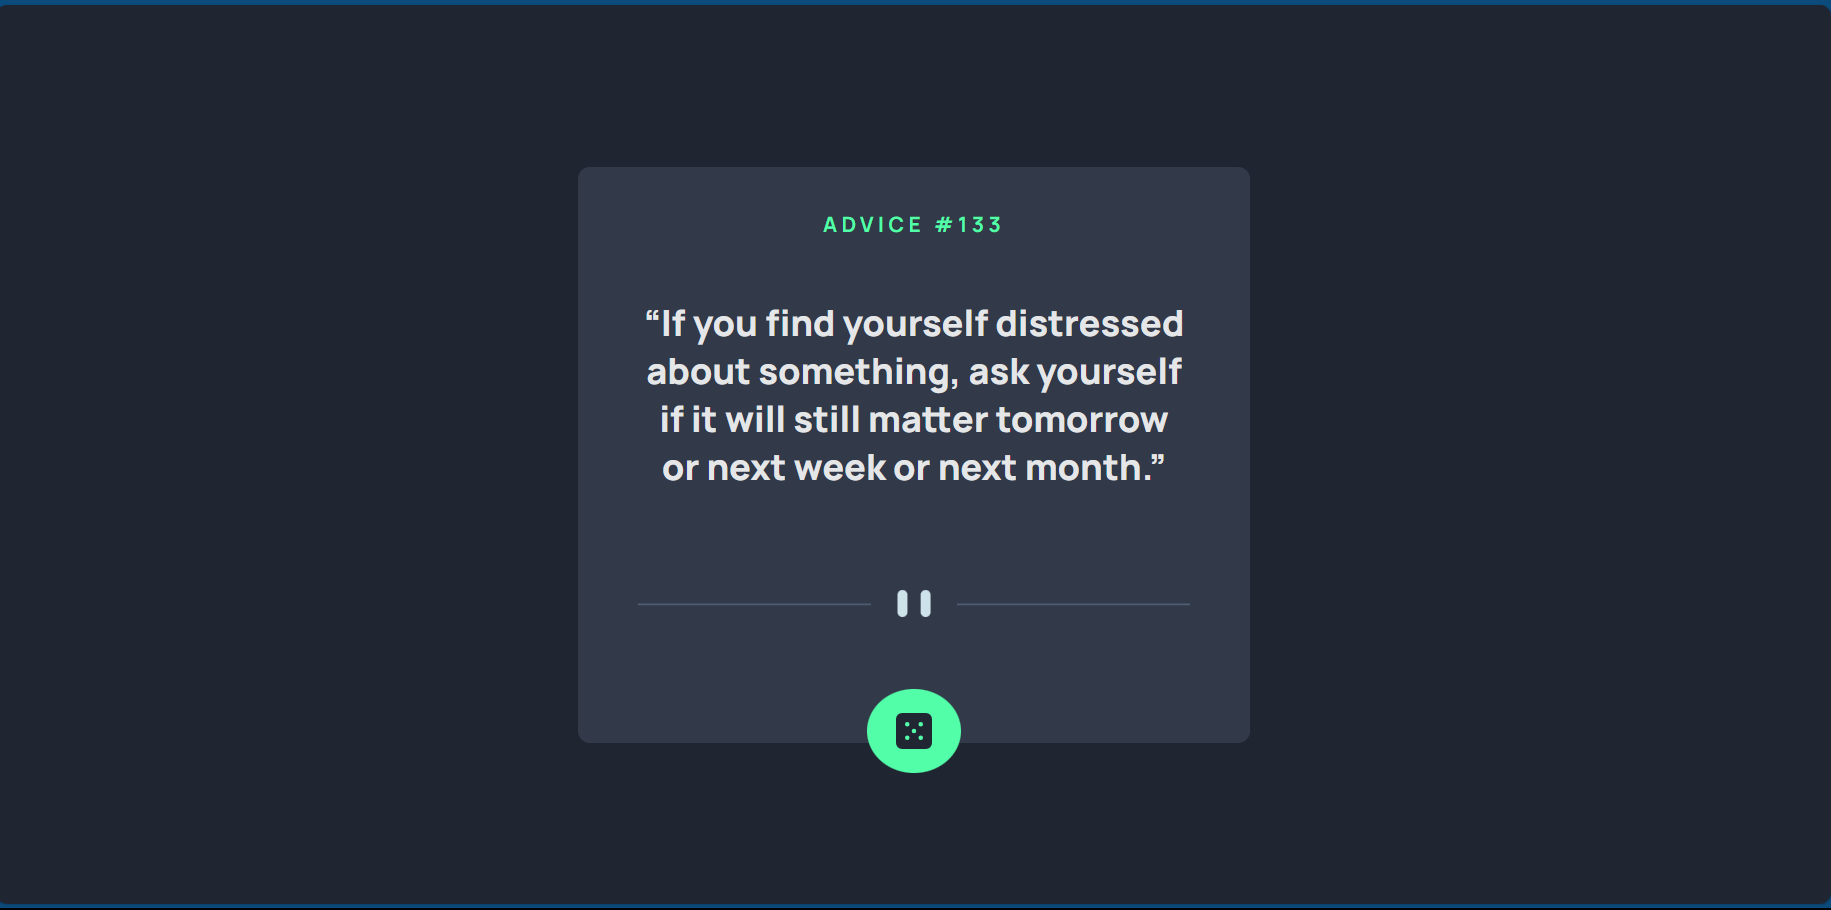 ADVICE #133
“If you find yourself distressed
about something, ask yourself
if it will still matter tomorrow
or next week or next month.”